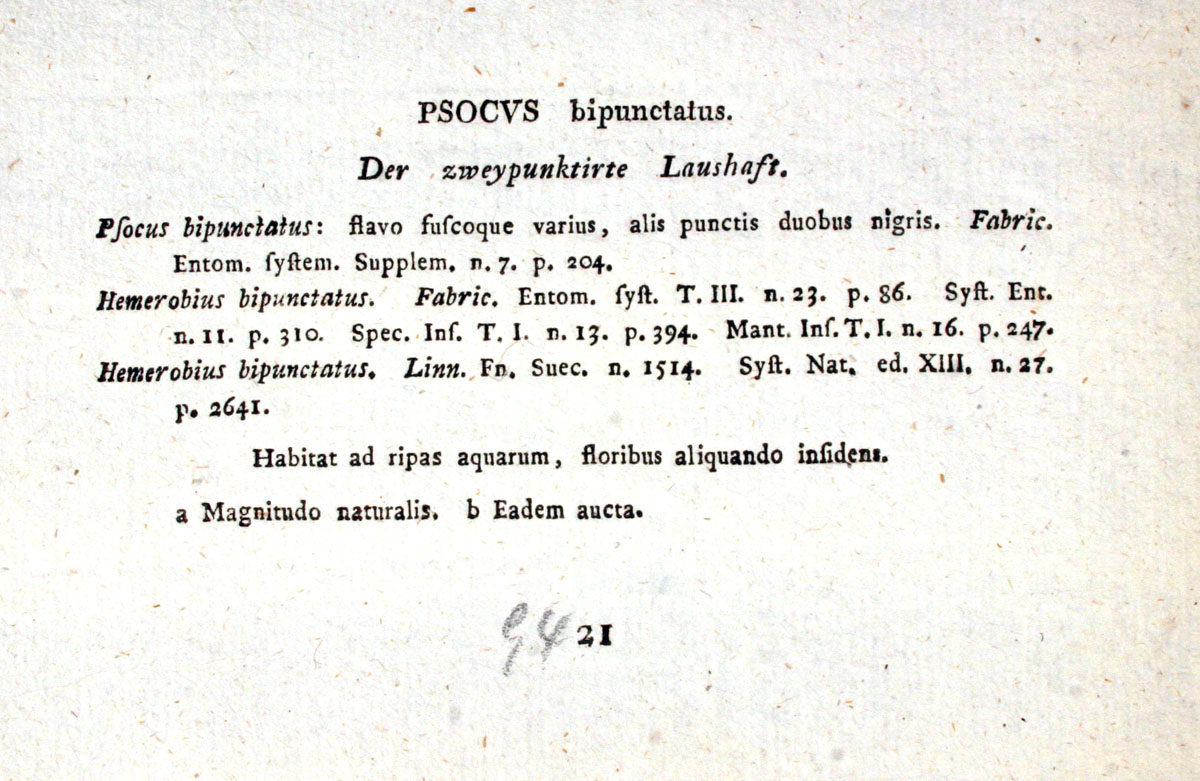 PSOCVS bipunctatus.
Der zweypunktirte Laushaft.
Pſocus bipunctatus: flavo fuſcoque varius, alis punctis duobus nigris. Fabric.
Entom. ſyſtem. Supplem. n. 7. p. 204.
Hemerobius bipunctatus. Fabric. Entom. ſyſt. T. III. n. 23. p. 86. Syſt. Ent.
n. 11. p. 310. Spec. Inſ. T. I. n. 13. p. 394. Mant. Inſ. T. I. n. 16. p. 247.
Hemerobius bipunctatus. Linn. Fn. Suec. n. 1514. Syſt. Nat. ed. XIII. n. 27.
p. 2641.
Habitat ad ripas aquarum, floribus aliquando inſidens.
a Magnitudo naturalis. b Eadem aucta.
94 21